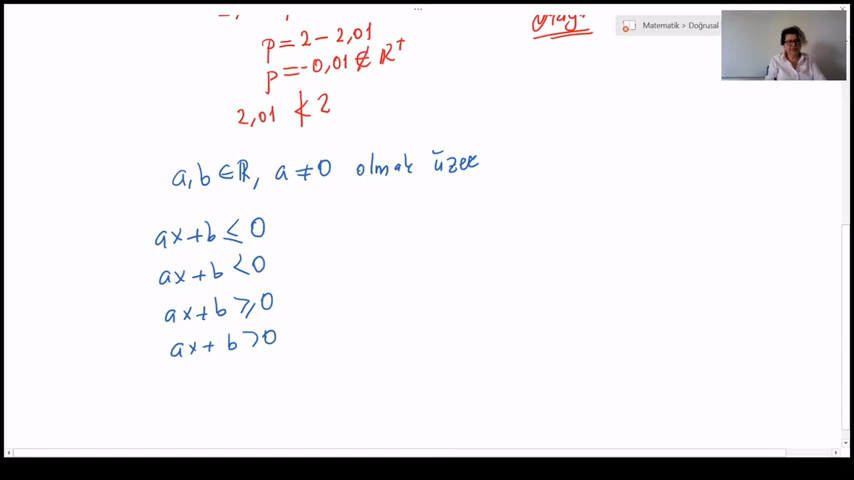 p = 2 - 2,01
p = -0,01 ∉ ℝ⁺
2,01 ≮ 2
Matematik > Doğrusal
a, b ∈ ℝ, a ≠ 0 olmak üzere
ax + b ≤ 0
ax + b < 0
ax + b ≥ 0
ax + b > 0